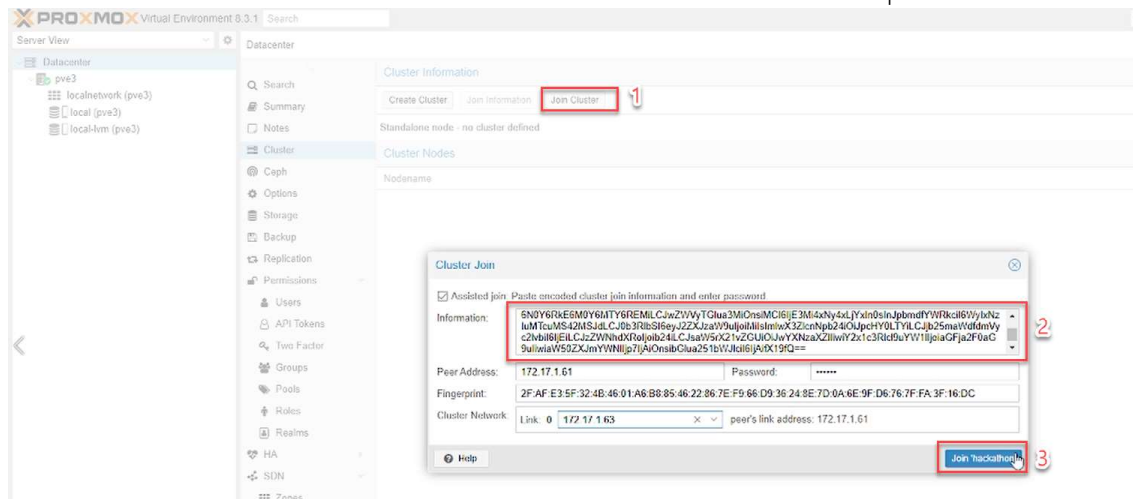 PROXMOX Virtual Environment 8.3.1 Search
Server View
Datacenter
Datacenter
pve3
localnetwork (pve3)
local (pve3)
local-lvm (pve3)
Search
Summary
Notes
Cluster
Ceph
Options
Storage
Backup
Replication
Permissions
Users
API Tokens
Two Factor
Groups
Pools
Roles
Realms
HA
SDN
Zones
Cluster Information
Create Cluster Join Information Join Cluster 1
Standalone node - no cluster defined
Cluster Nodes
Nodename
Cluster Join
Assisted join: Paste encoded cluster join information and enter password.
Information:
2
Peer Address: 172.17.1.61 Password: ••••••
Fingerprint: 2F:AF:E3:5F:32:4B:46:01:A6:B8:85:46:22:86:7E:F9:66:D9:36:24:8E:7D:0A:6E:9F:D6:76:7F:FA:3F:16:DC
Cluster Network: Link: 0 172.17.1.63 peer's link address: 172.17.1.61
Help Join 'hackathon' 3